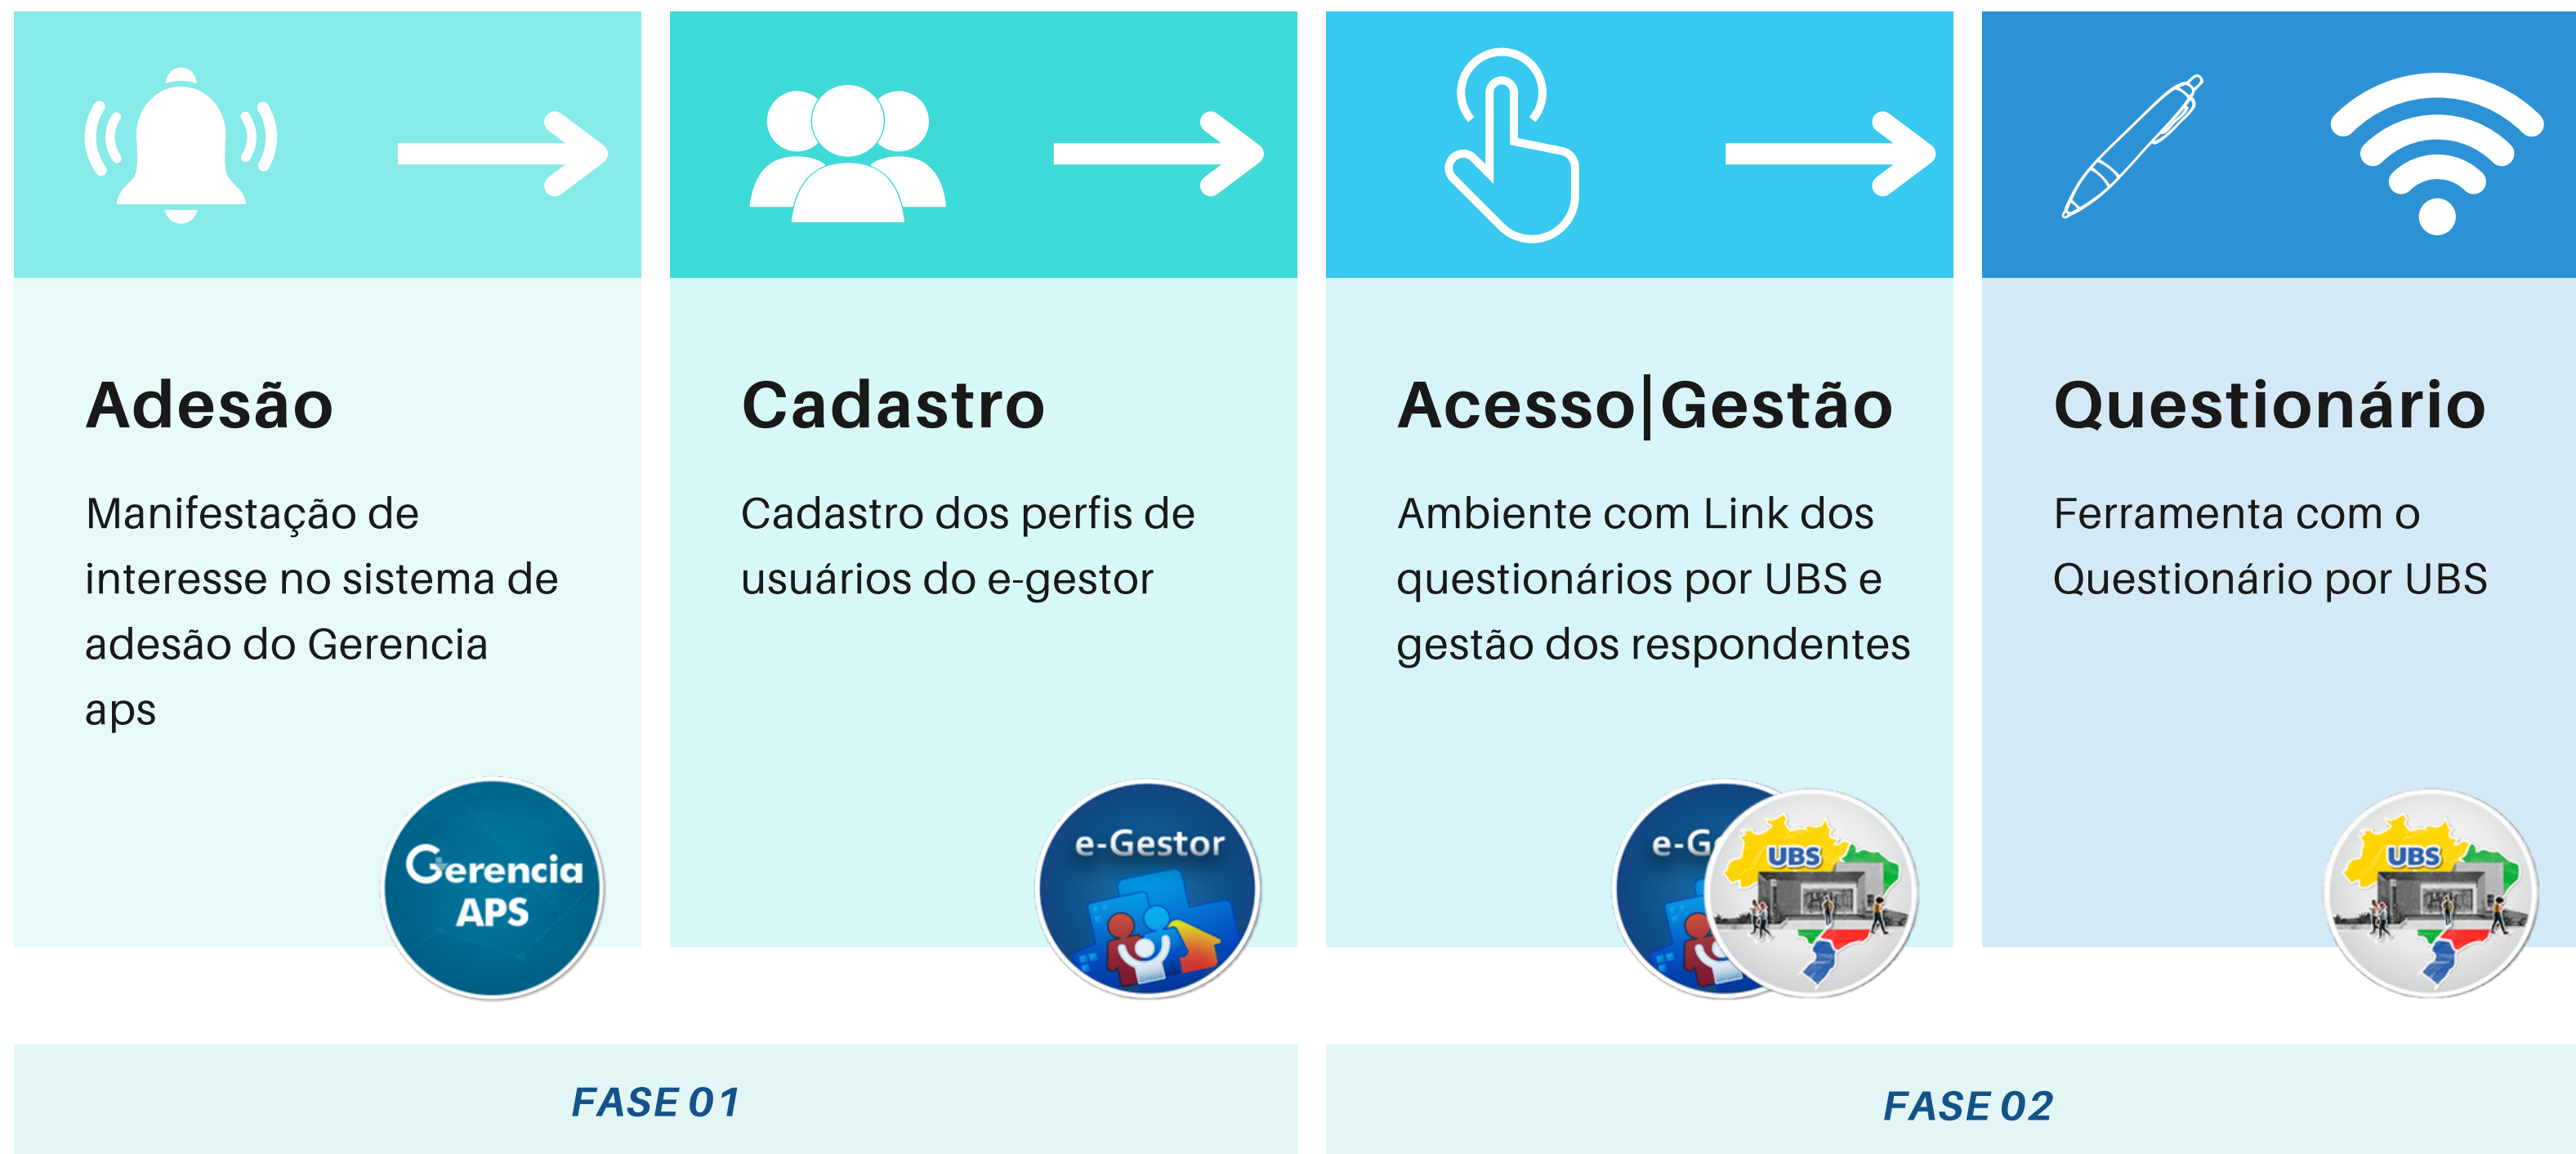 Adesão
Manifestação de
interesse no sistema de
adesão do Gerencia
aps
Gerencia
APS
Cadastro
Cadastro dos perfis de
usuários do e-gestor
e-Gestor
Acesso|Gestão
Ambiente com Link dos
questionários por UBS e
gestão dos respondentes
e-G
UBS
Questionário
Ferramenta com o
Questionário por UBS
UBS
FASE 01
FASE 02